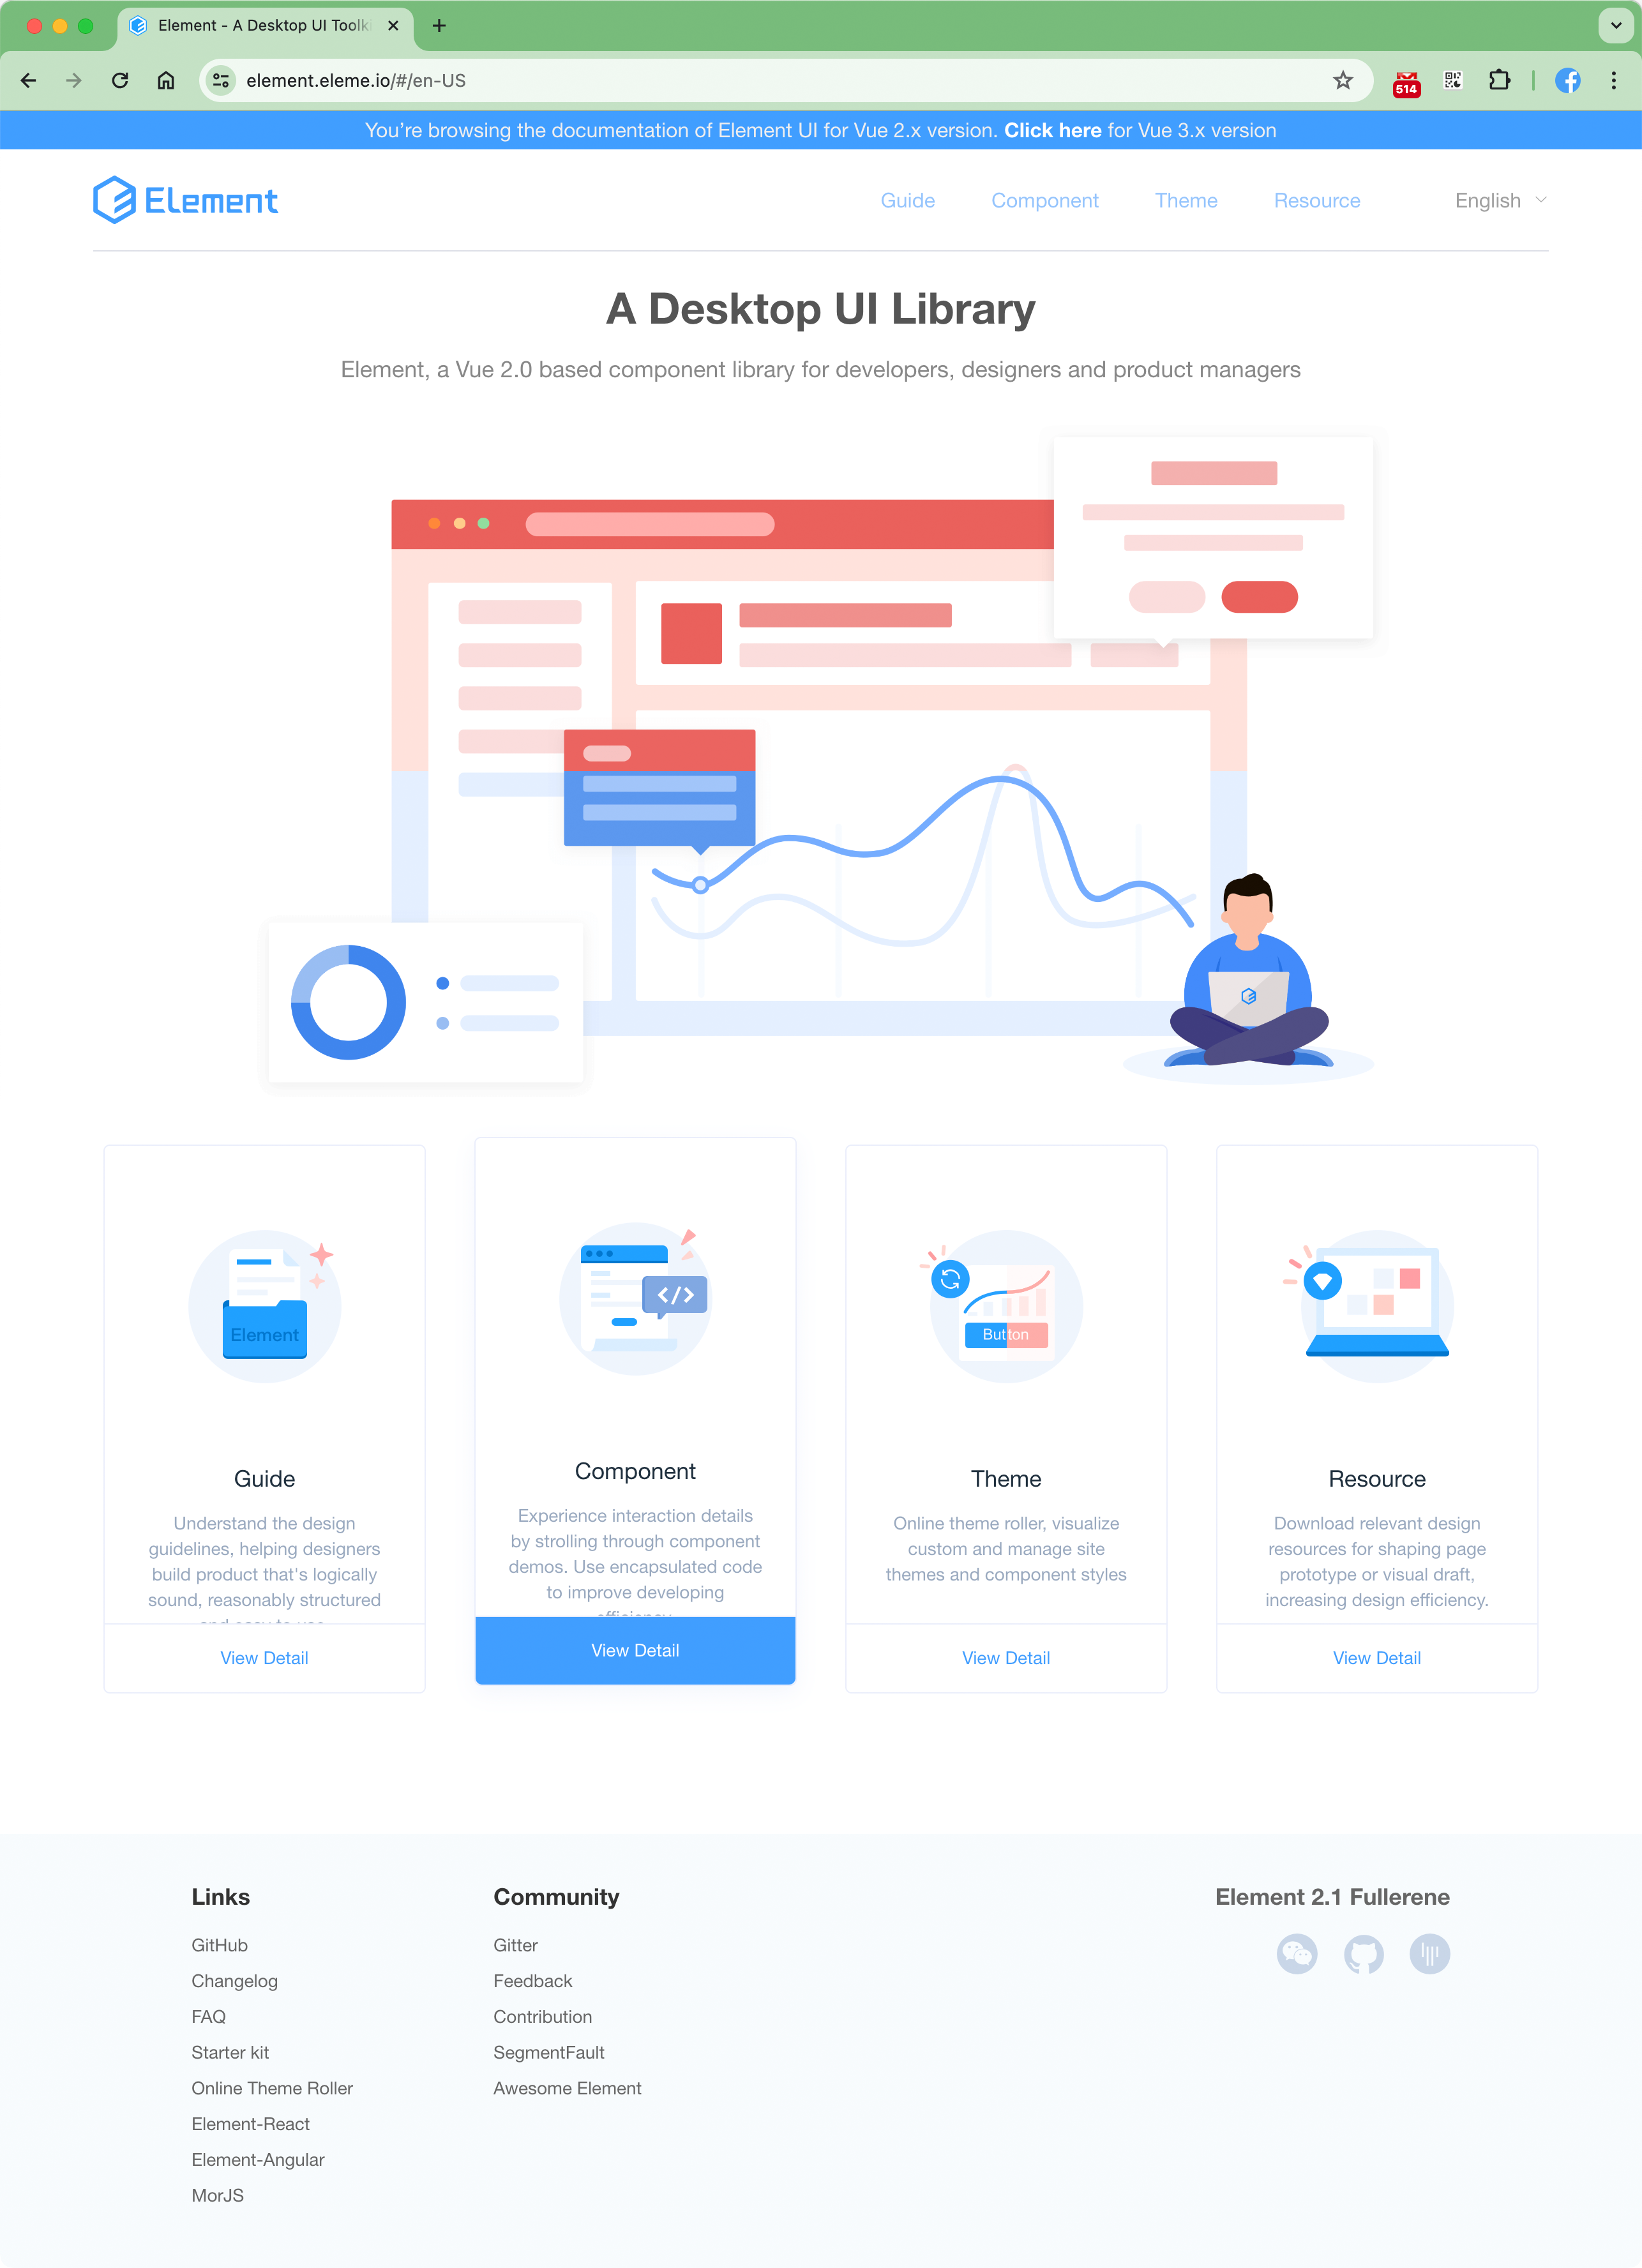 Element - A Desktop UI Toolki
element.eleme.io/#/en-US
514
You're browsing the documentation of Element UI for Vue 2.x version. Click here for Vue 3.x version
Element
Guide
Component
Theme
Resource
English
A Desktop UI Library
Element, a Vue 2.0 based component library for developers, designers and product managers
Element
Guide
Understand the design
guidelines, helping designers
build product that's logically
sound, reasonably structured
and easy to use.
View Detail
</>
Component
Experience interaction details
by strolling through component
demos. Use encapsulated code
to improve developing
efficiency.
View Detail
Button
Theme
Online theme roller, visualize
custom and manage site
themes and component styles
View Detail
Resource
Download relevant design
resources for shaping page
prototype or visual draft,
increasing design efficiency.
View Detail
Links
GitHub
Changelog
FAQ
Starter kit
Online Theme Roller
Element-React
Element-Angular
MorJS
Community
Gitter
Feedback
Contribution
SegmentFault
Awesome Element
Element 2.1 Fullerene